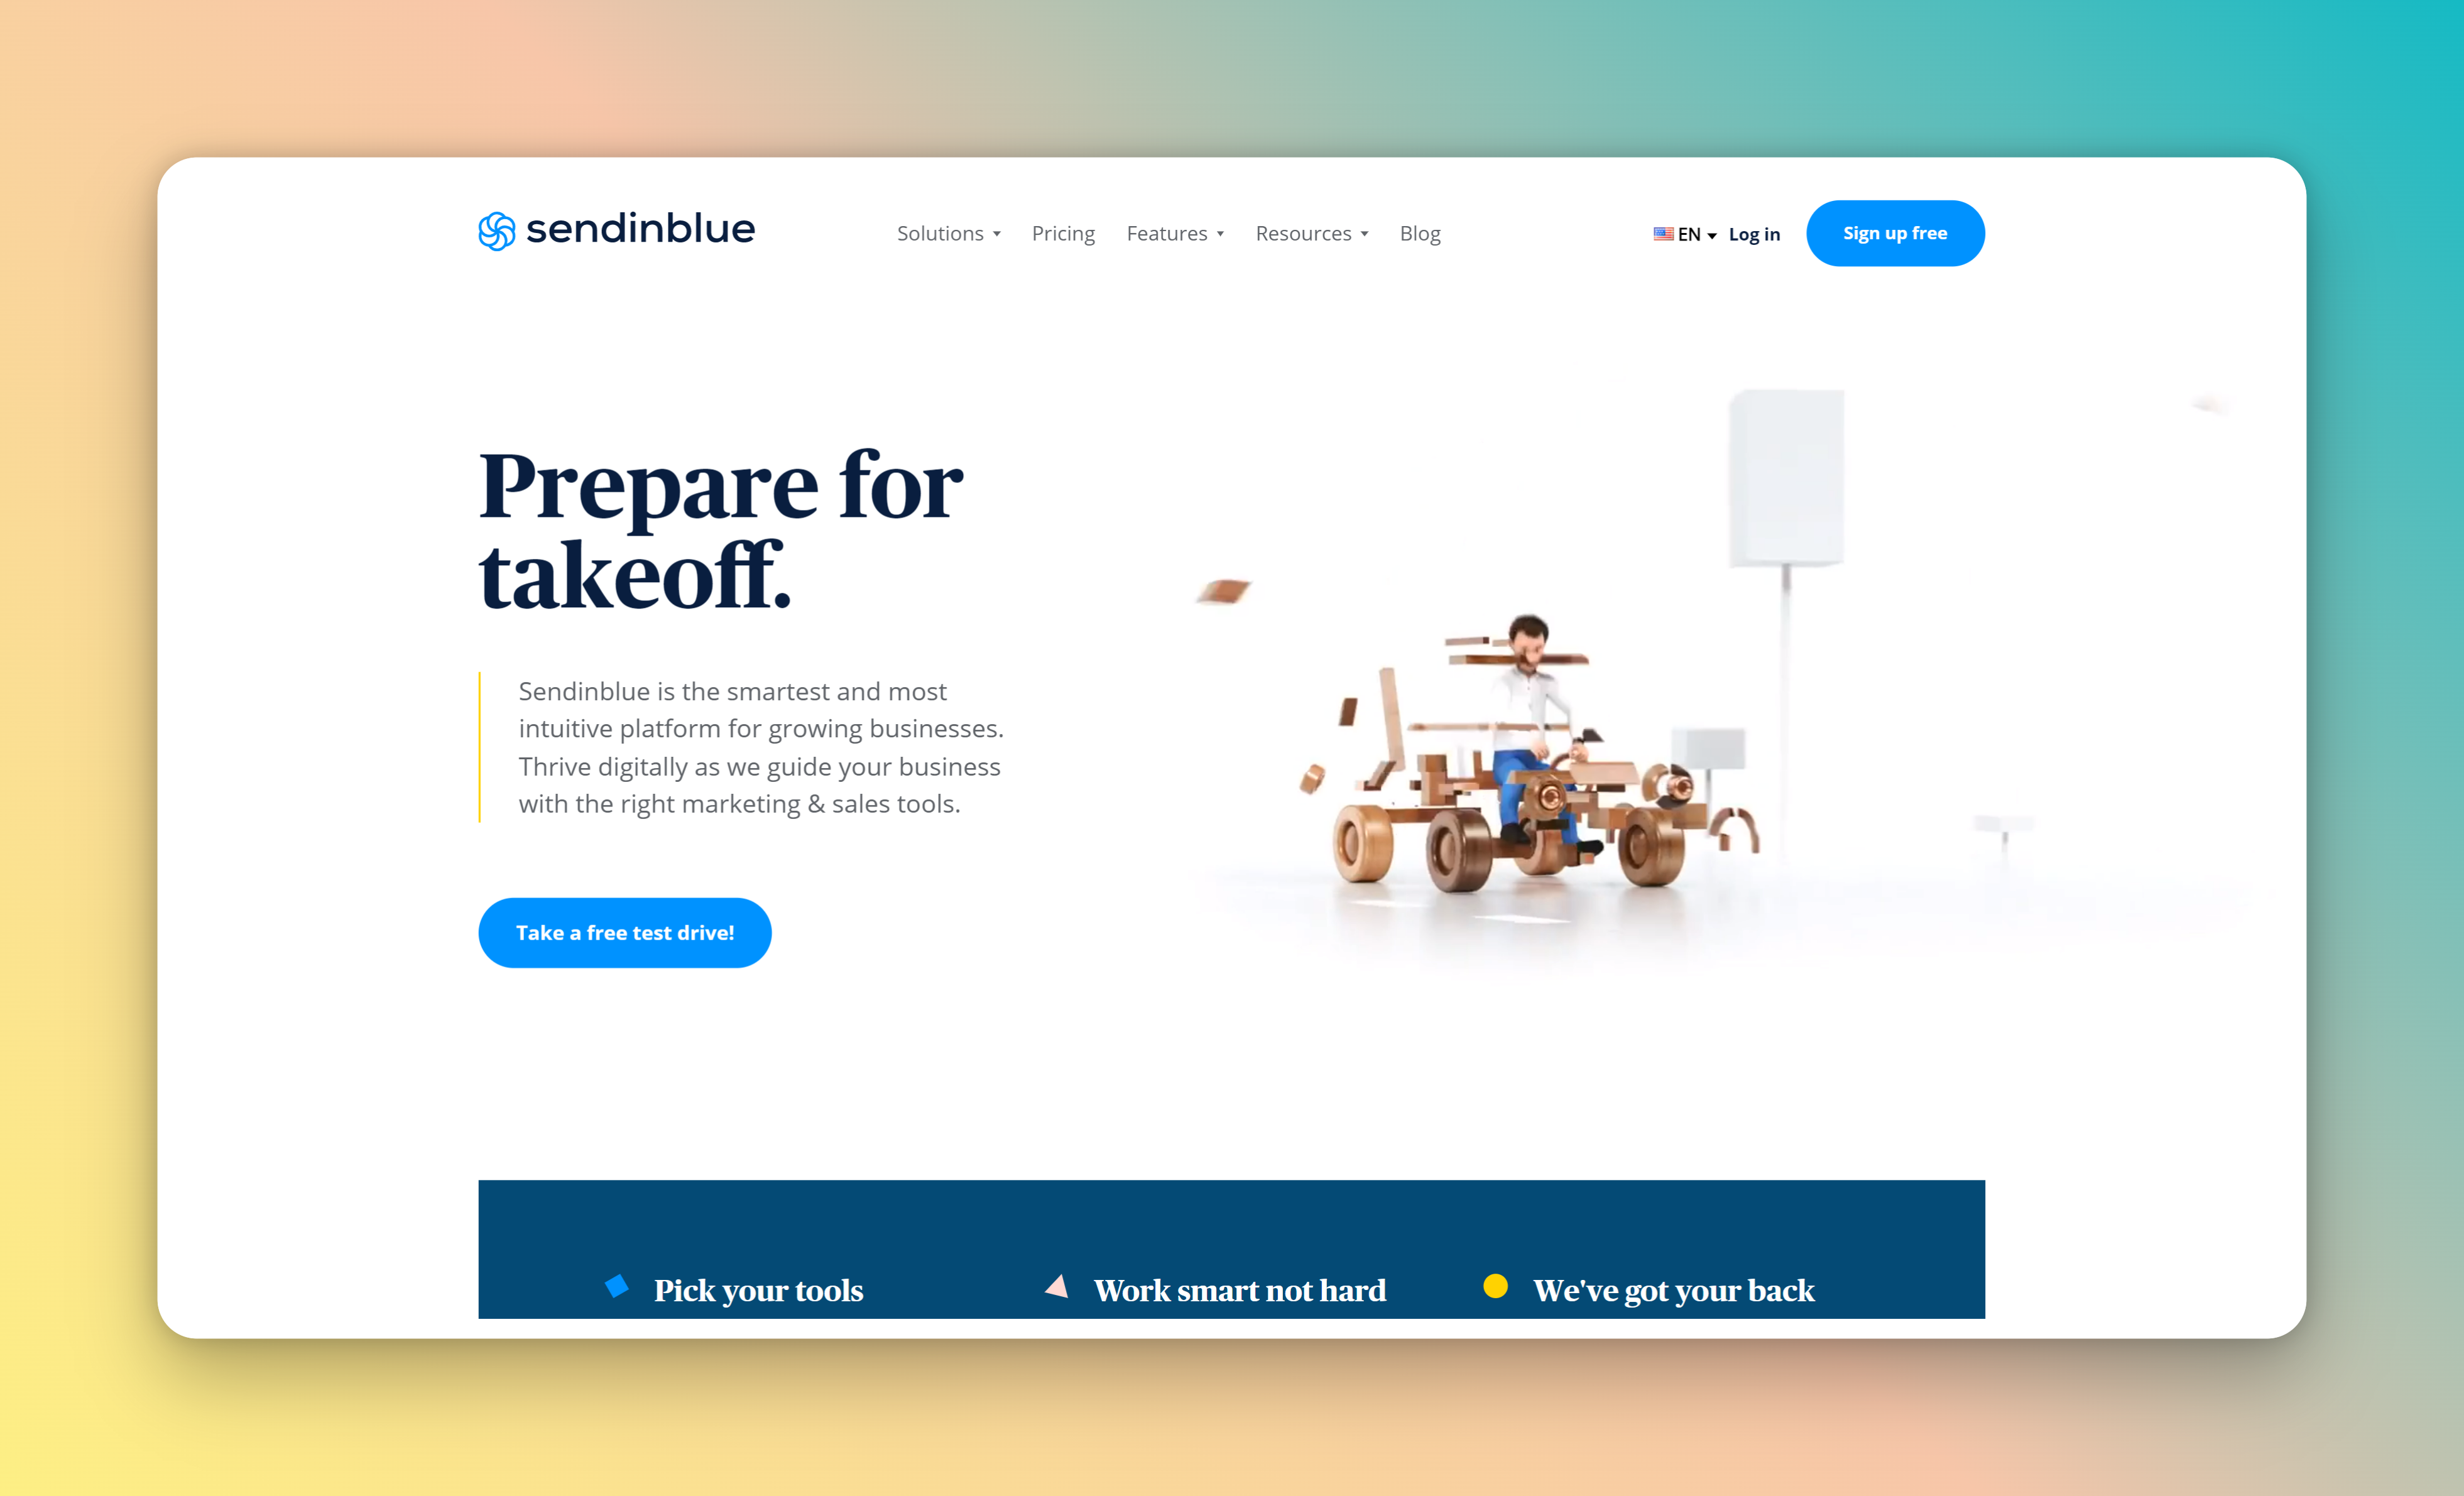 sendinblue
Solutions Pricing Features Resources Blog
EN Log in Sign up free
Prepare for
takeoff.
Sendinblue is the smartest and most
intuitive platform for growing businesses.
Thrive digitally as we guide your business
with the right marketing & sales tools.
Take a free test drive!
Pick your tools
Work smart not hard
We've got your back